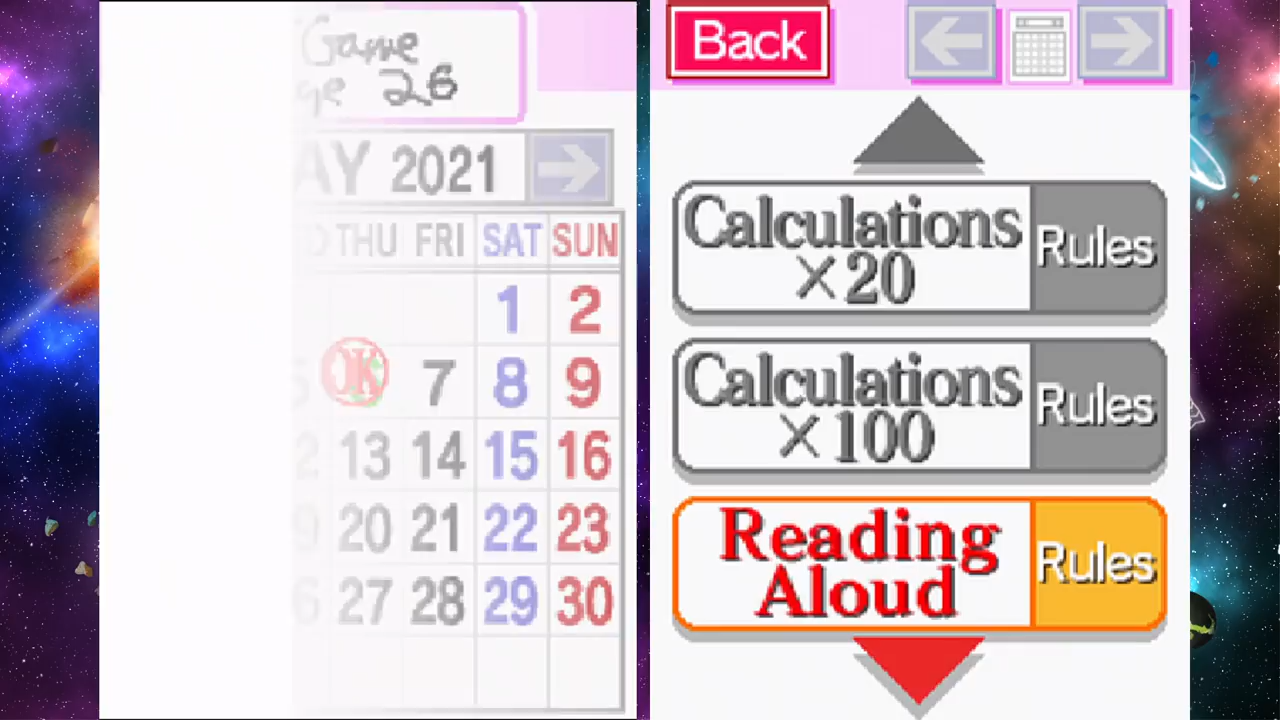 Game
ge 26
AY 2021
THU FRI SAT SUN
1 2
OK 7 8 9
13 14 15 16
20 21 22 23
27 28 29 30
Back
Calculations
×20
Rules
Calculations
×100
Rules
Reading
Aloud
Rules